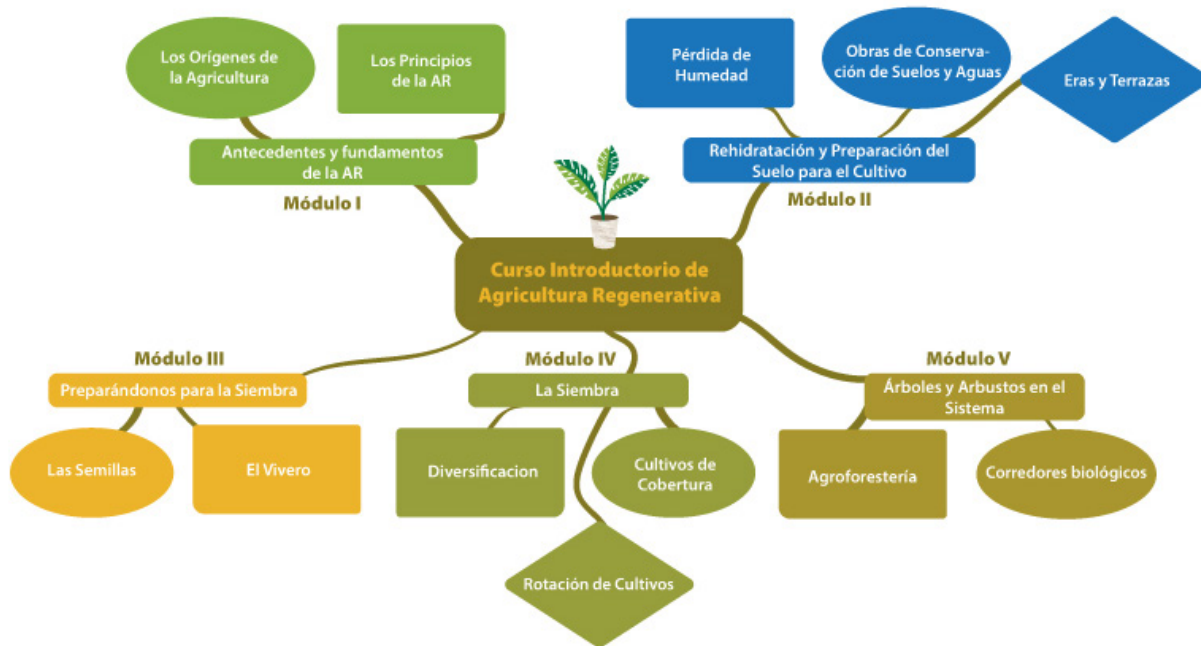 Los Orígenes de
la Agricultura
Los Principios
de la AR
Antecedentes y fundamentos
de la AR
Módulo I
Pérdida de
Humedad
Obras de Conserva-
ción de Suelos y Aguas
Eras y Terrazas
Rehidratación y Preparación del
Suelo para el Cultivo
Módulo II
Curso Introductorio de
Agricultura Regenerativa
Módulo III
Preparándonos para la Siembra
Las Semillas
El Vivero
Módulo IV
La Siembra
Diversificacion
Cultivos de
Cobertura
Rotación de Cultivos
Módulo V
Árboles y Arbustos en el
Sistema
Agroforestería
Corredores biológicos